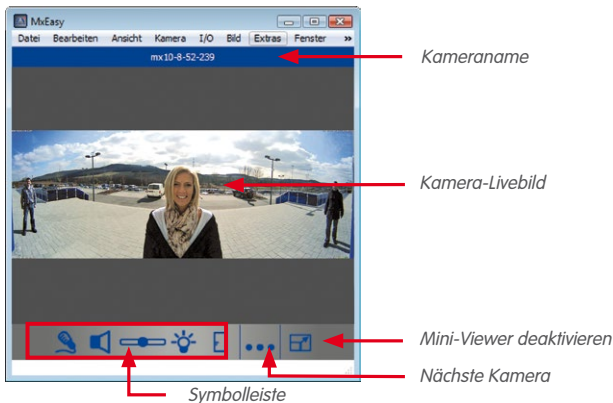 MxEasy
Datei Bearbeiten Ansicht Kamera I/O Bild Extras Fenster »
mx10-8-52-239
Kameraname
Kamera-Livebild
Mini-Viewer deaktivieren
Nächste Kamera
Symbolleiste